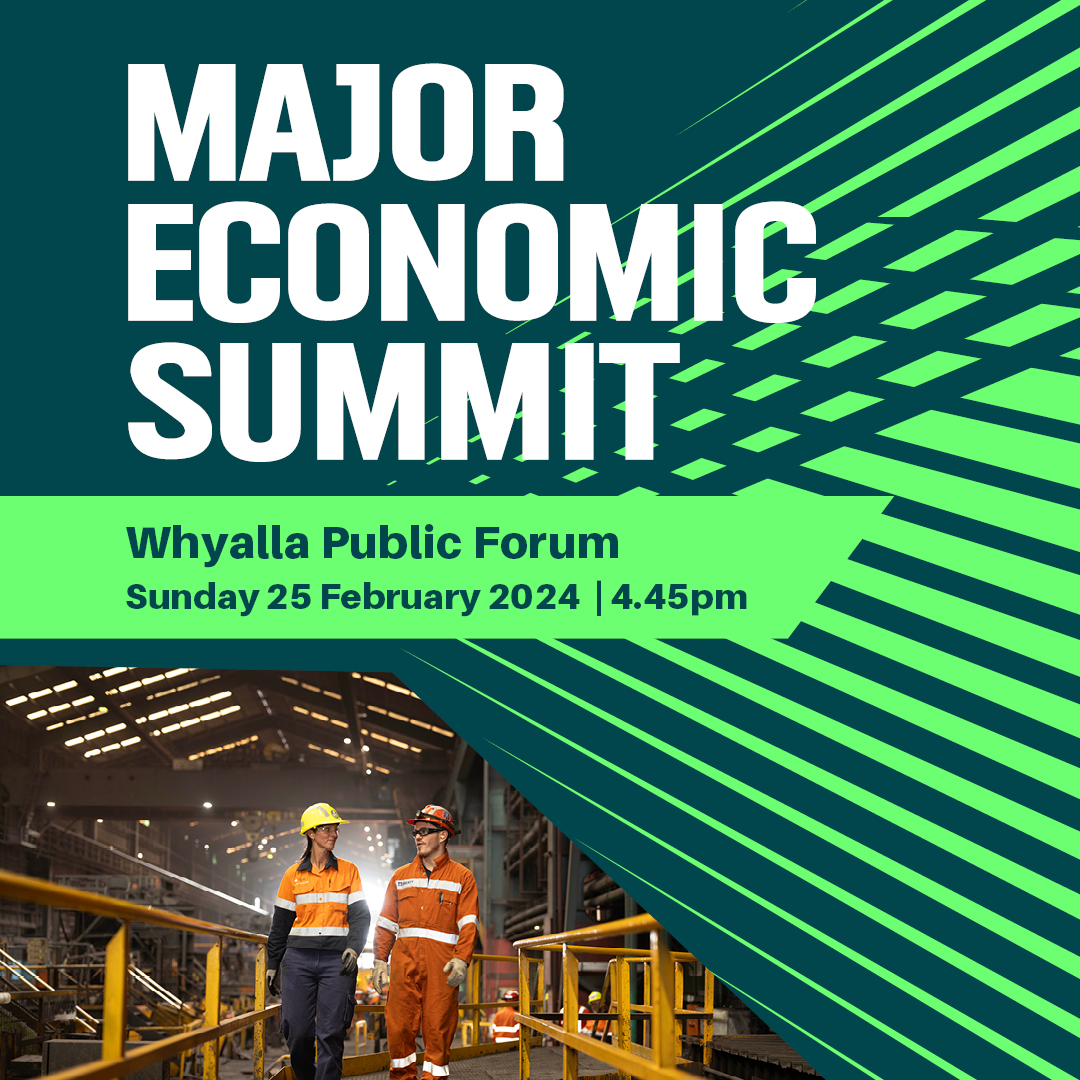 MAJOR
ECONOMIC
SUMMIT
Whyalla Public Forum
Sunday 25 February 2024 | 4.45pm